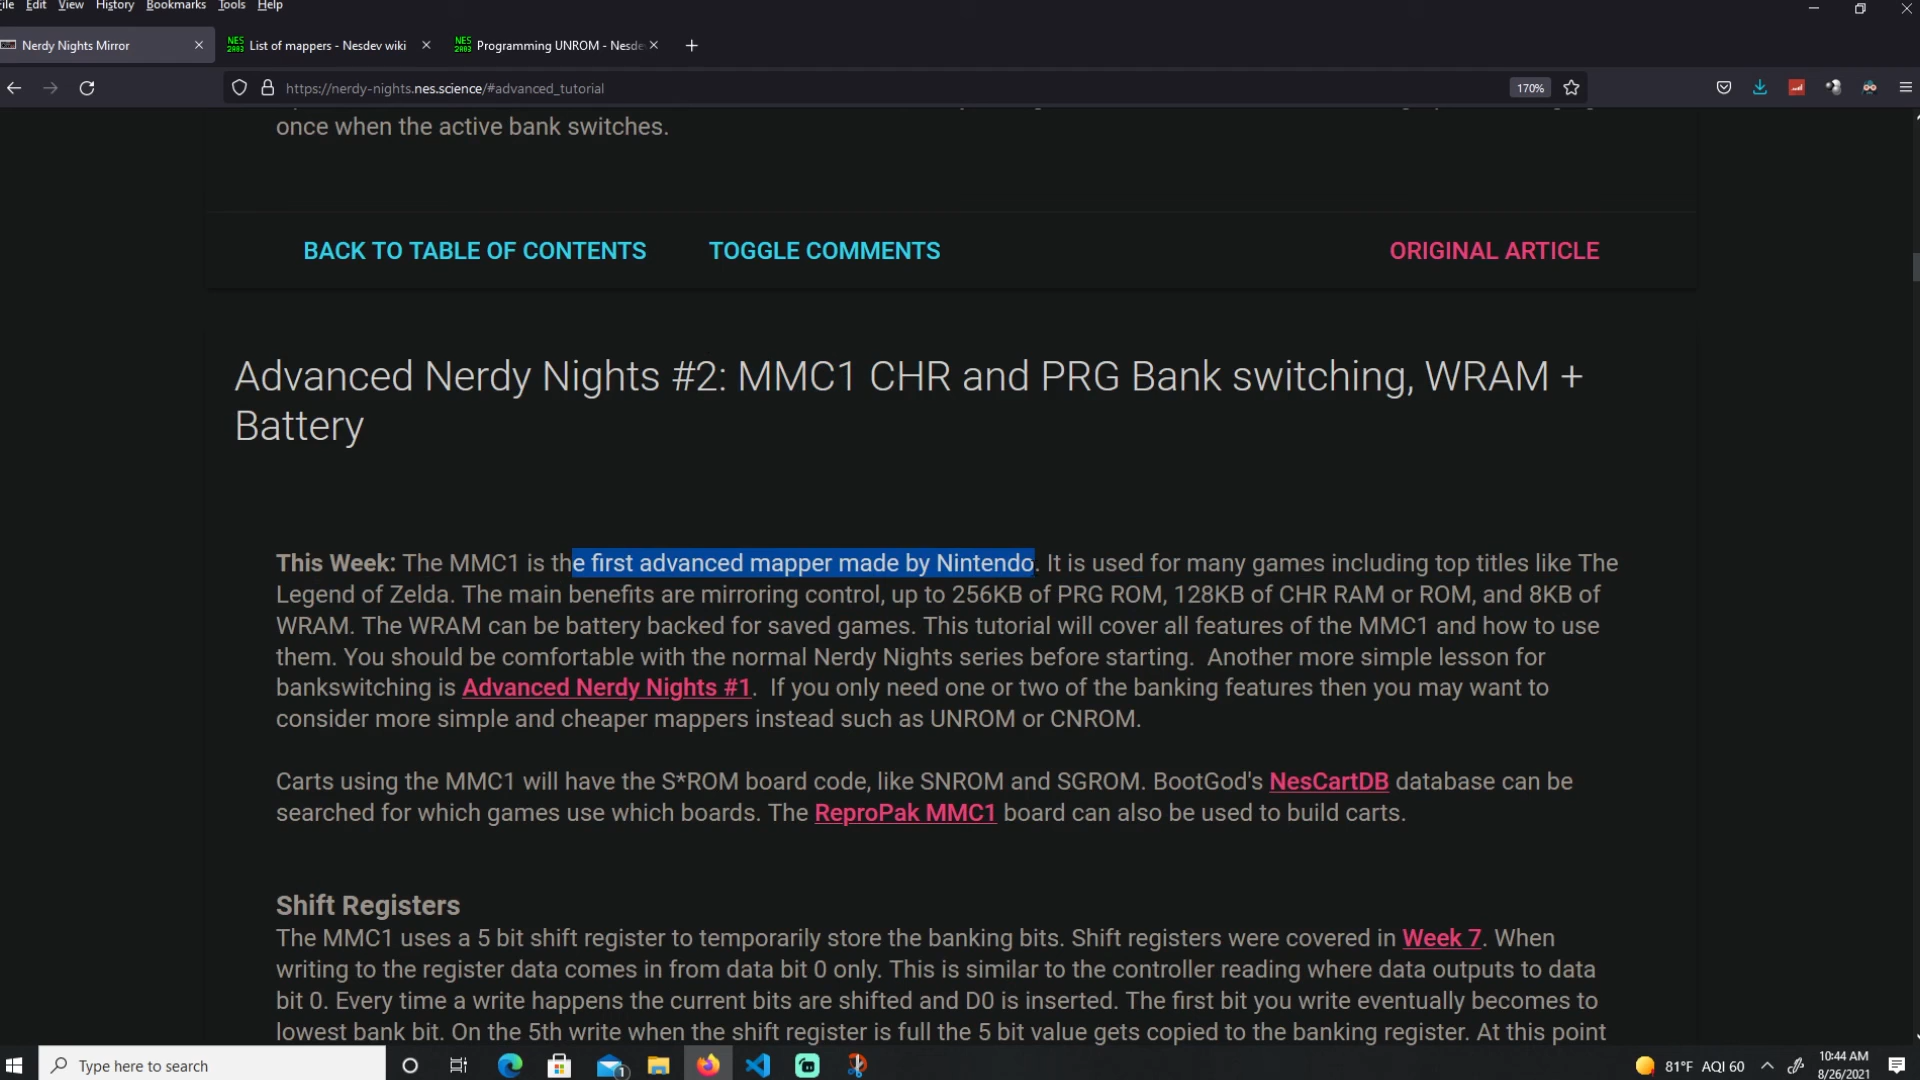 ile Edit View History Bookmarks Tools Help
Nerdy Nights Mirror
List of mappers - Nesdev wiki
Programming UNROM - Nesde
https://nerdy-nights.nes.science/#advanced_tutorial
170%
once when the active bank switches.
BACK TO TABLE OF CONTENTS TOGGLE COMMENTS ORIGINAL ARTICLE
Advanced Nerdy Nights #2: MMC1 CHR and PRG Bank switching, WRAM +
Battery
This Week: The MMC1 is the first advanced mapper made by Nintendo. It is used for many games including top titles like The
Legend of Zelda. The main benefits are mirroring control, up to 256KB of PRG ROM, 128KB of CHR RAM or ROM, and 8KB of
WRAM. The WRAM can be battery backed for saved games. This tutorial will cover all features of the MMC1 and how to use
them. You should be comfortable with the normal Nerdy Nights series before starting. Another more simple lesson for
bankswitching is Advanced Nerdy Nights #1. If you only need one or two of the banking features then you may want to
consider more simple and cheaper mappers instead such as UNROM or CNROM.
Carts using the MMC1 will have the S*ROM board code, like SNROM and SGROM. BootGod's NesCartDB database can be
searched for which games use which boards. The ReproPak MMC1 board can also be used to build carts.
Shift Registers
The MMC1 uses a 5 bit shift register to temporarily store the banking bits. Shift registers were covered in Week 7. When
writing to the register data comes in from data bit 0 only. This is similar to the controller reading where data outputs to data
bit 0. Every time a write happens the current bits are shifted and D0 is inserted. The first bit you write eventually becomes to
lowest bank bit. On the 5th write when the shift register is full the 5 bit value gets copied to the banking register. At this point
Type here to search
1
81°F AQI 60
10:44 AM
8/26/2021